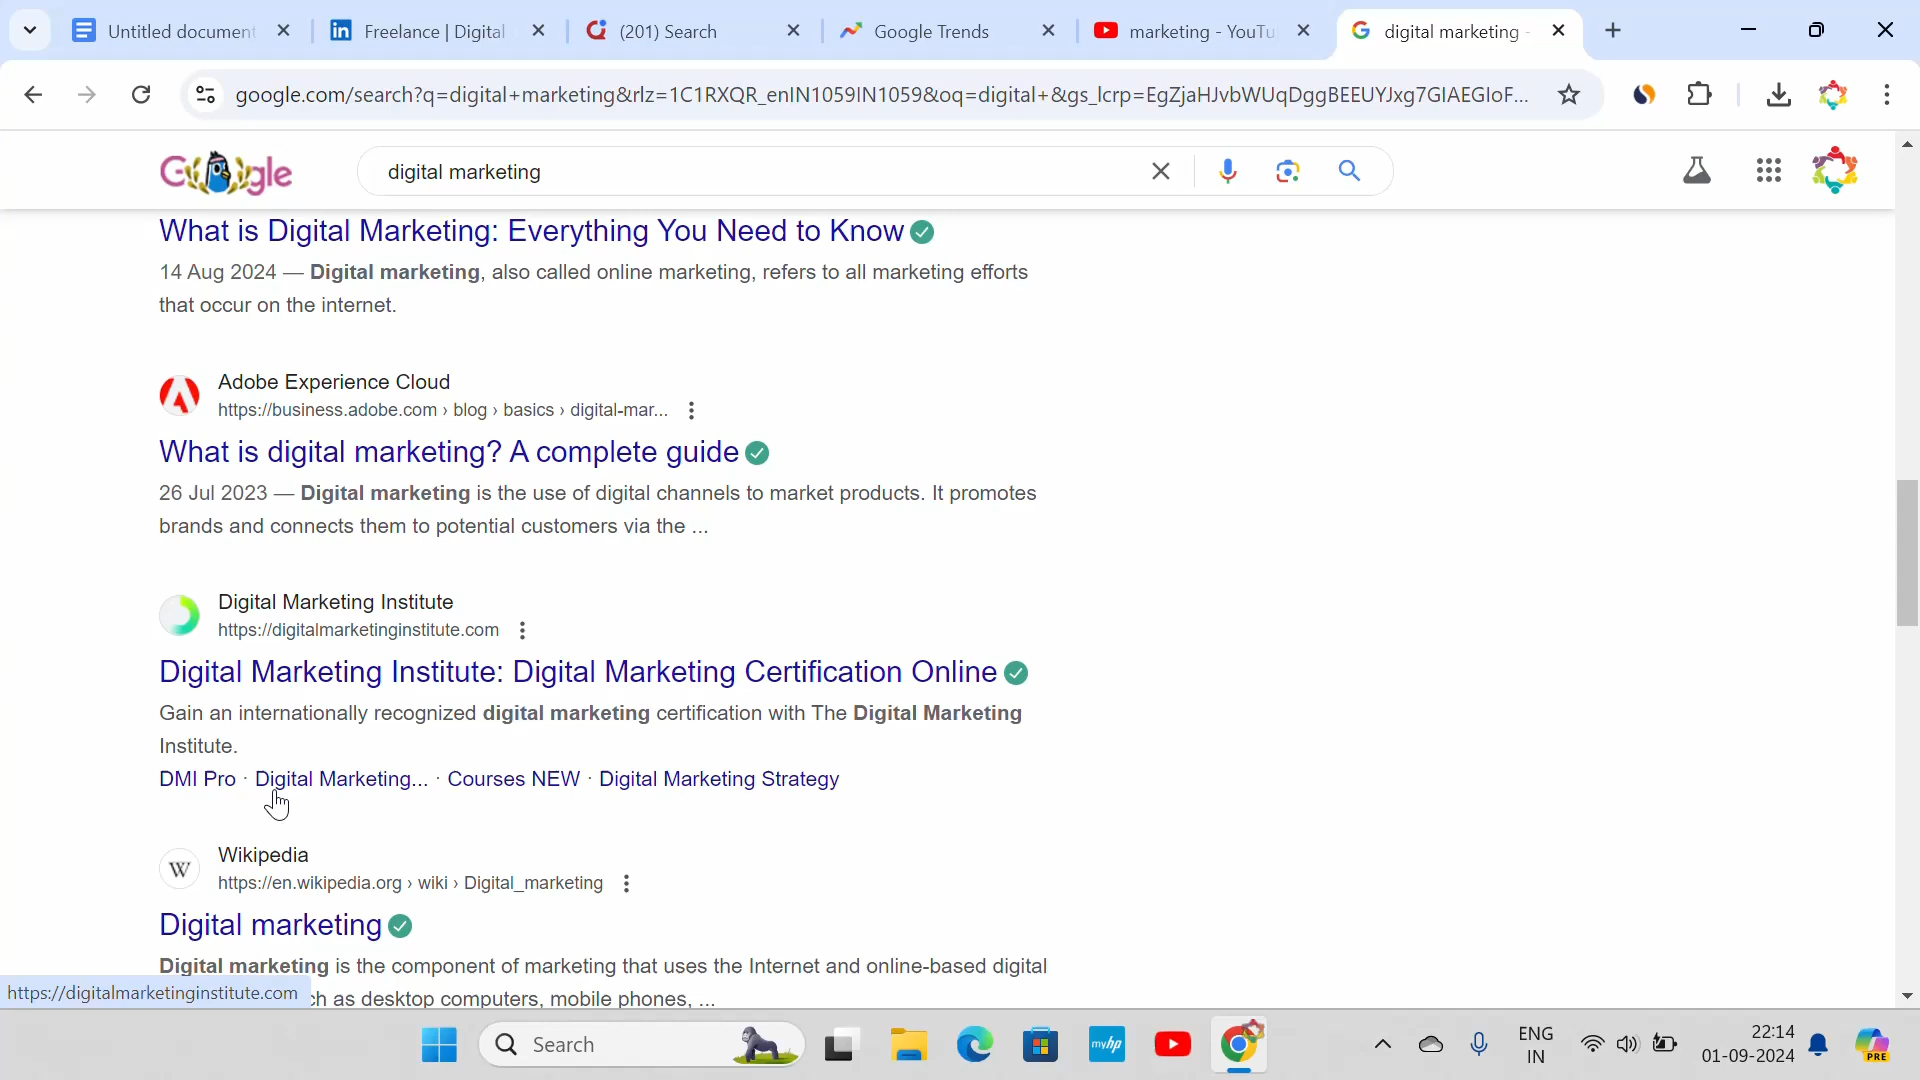 Untitled document
Freelance | Digital
(201) Search
Google Trends
marketing - YouTu
digital marketing -
google.com/search?q=digital+marketing&rlz=1C1RXQR_enIN1059IN1059&oq=digital+&gs_lcrp=EgZjaHJvbWUqDggBEEUYJxg7GIAEGIoF...
Google
digital marketing
What is Digital Marketing: Everything You Need to Know
14 Aug 2024 — Digital marketing, also called online marketing, refers to all marketing efforts
that occur on the internet.
Adobe Experience Cloud
https://business.adobe.com › blog › basics › digital-mar...
What is digital marketing? A complete guide
26 Jul 2023 — Digital marketing is the use of digital channels to market products. It promotes
brands and connects them to potential customers via the ...
Digital Marketing Institute
https://digitalmarketinginstitute.com
Digital Marketing Institute: Digital Marketing Certification Online
Gain an internationally recognized digital marketing certification with The Digital Marketing
Institute.
DMI Pro · Digital Marketing... · Courses NEW · Digital Marketing Strategy
W
Wikipedia
https://en.wikipedia.org › wiki › Digital_marketing
Digital marketing
Digital marketing is the component of marketing that uses the Internet and online-based digital
https://digitalmarketinginstitute.com
ch as desktop computers, mobile phones, ...
Search
myhp
ENG
IN
22:14
01-09-2024
PRE